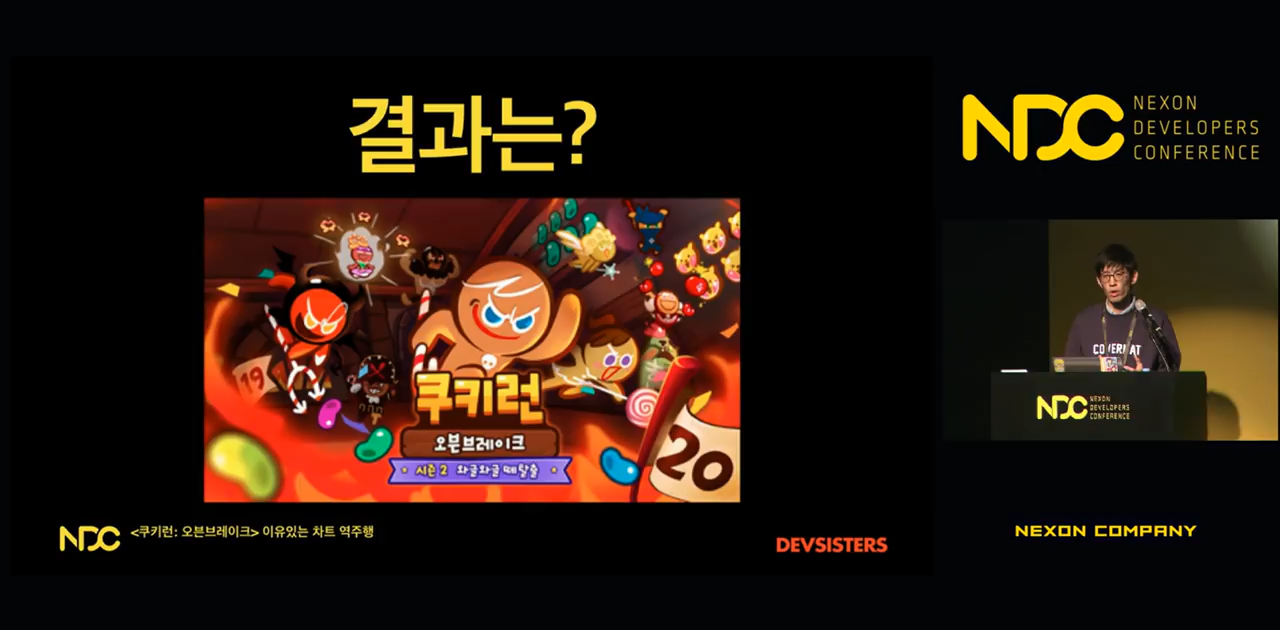 결과는?
19
쿠키런
오븐브레이크
시즌2 와글와글 떼탈출
20
NDC
<쿠키런: 오븐브레이크> 이유있는 차트 역주행
DEVSISTERS
NDC
NEXON
DEVELOPERS
CONFERENCE
COVERNAT
NDC
NEXON
DEVELOPERS
CONFERENCE
NEXON COMPANY